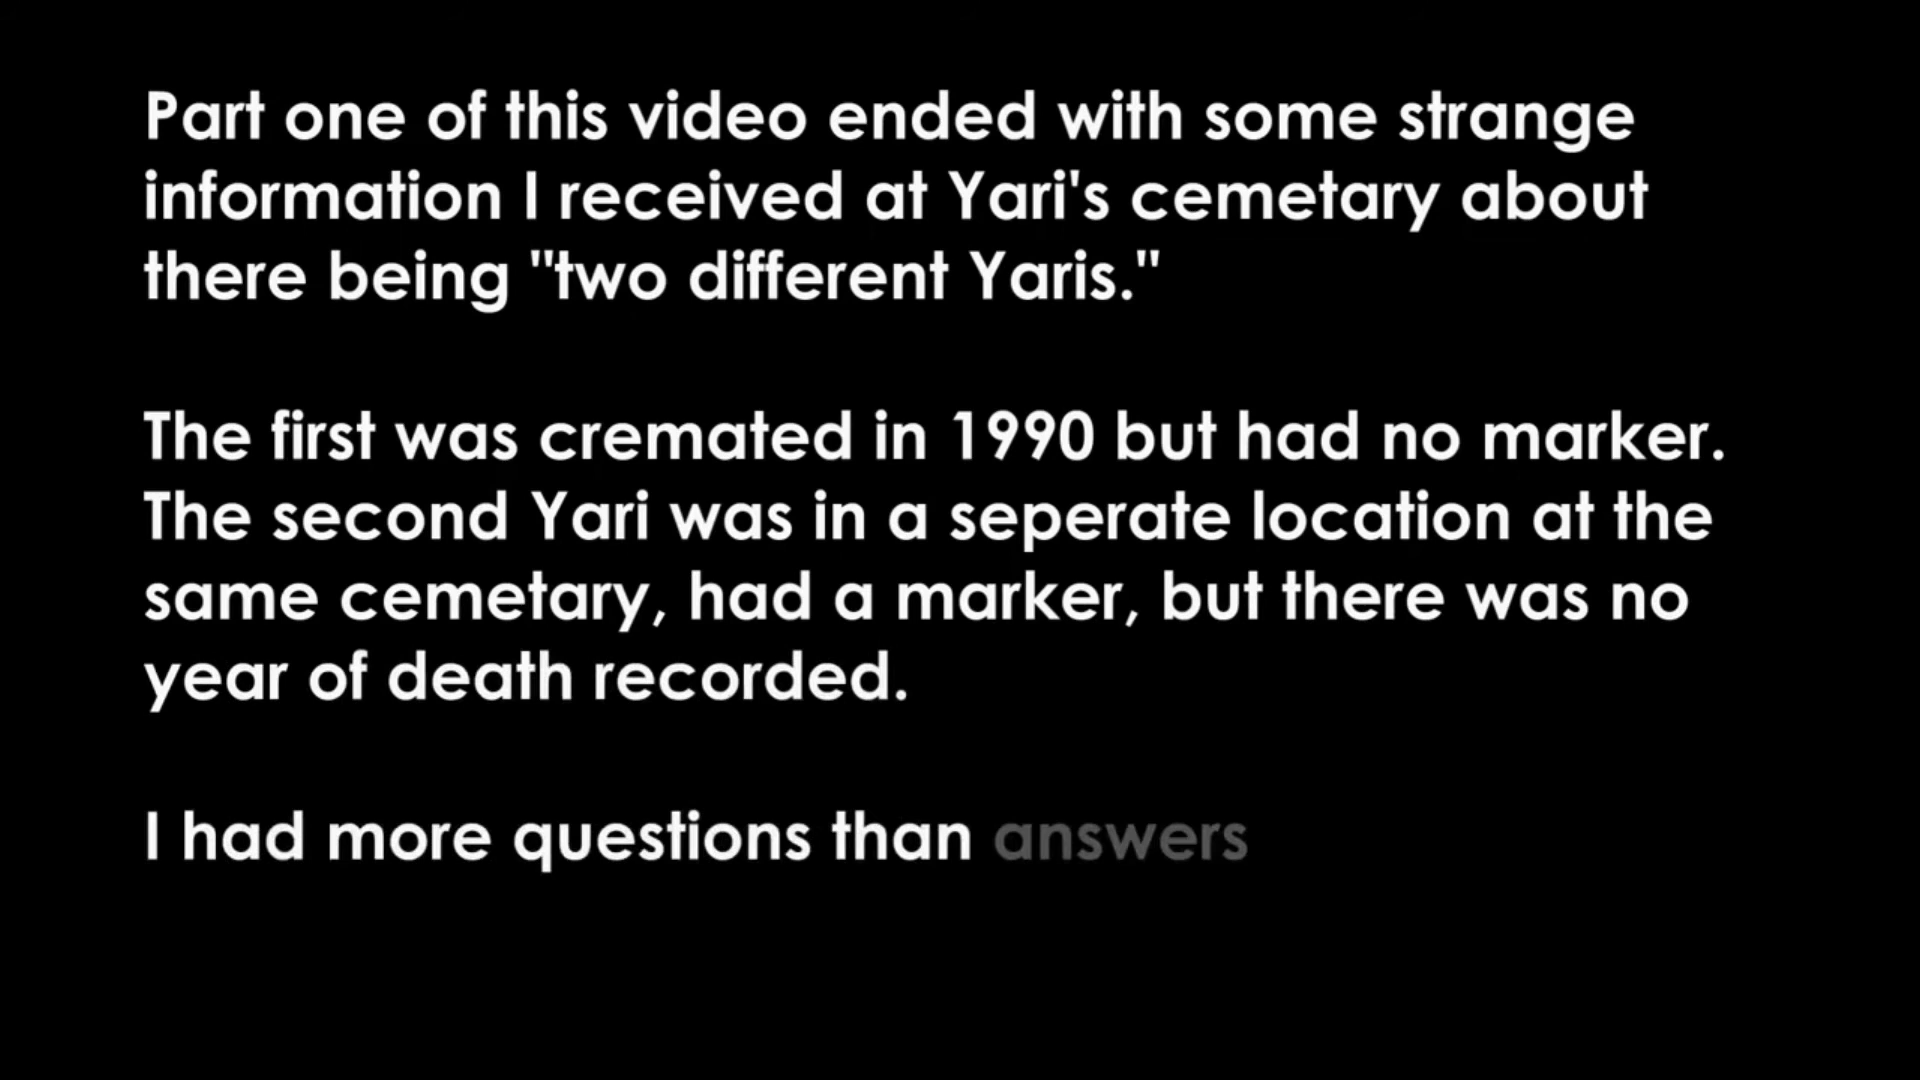 Part one of this video ended with some strange
information I received at Yari's cemetary about
there being "two different Yaris."
The first was cremated in 1990 but had no marker.
The second Yari was in a seperate location at the
same cemetary, had a marker, but there was no
year of death recorded.
I had more questions than answers